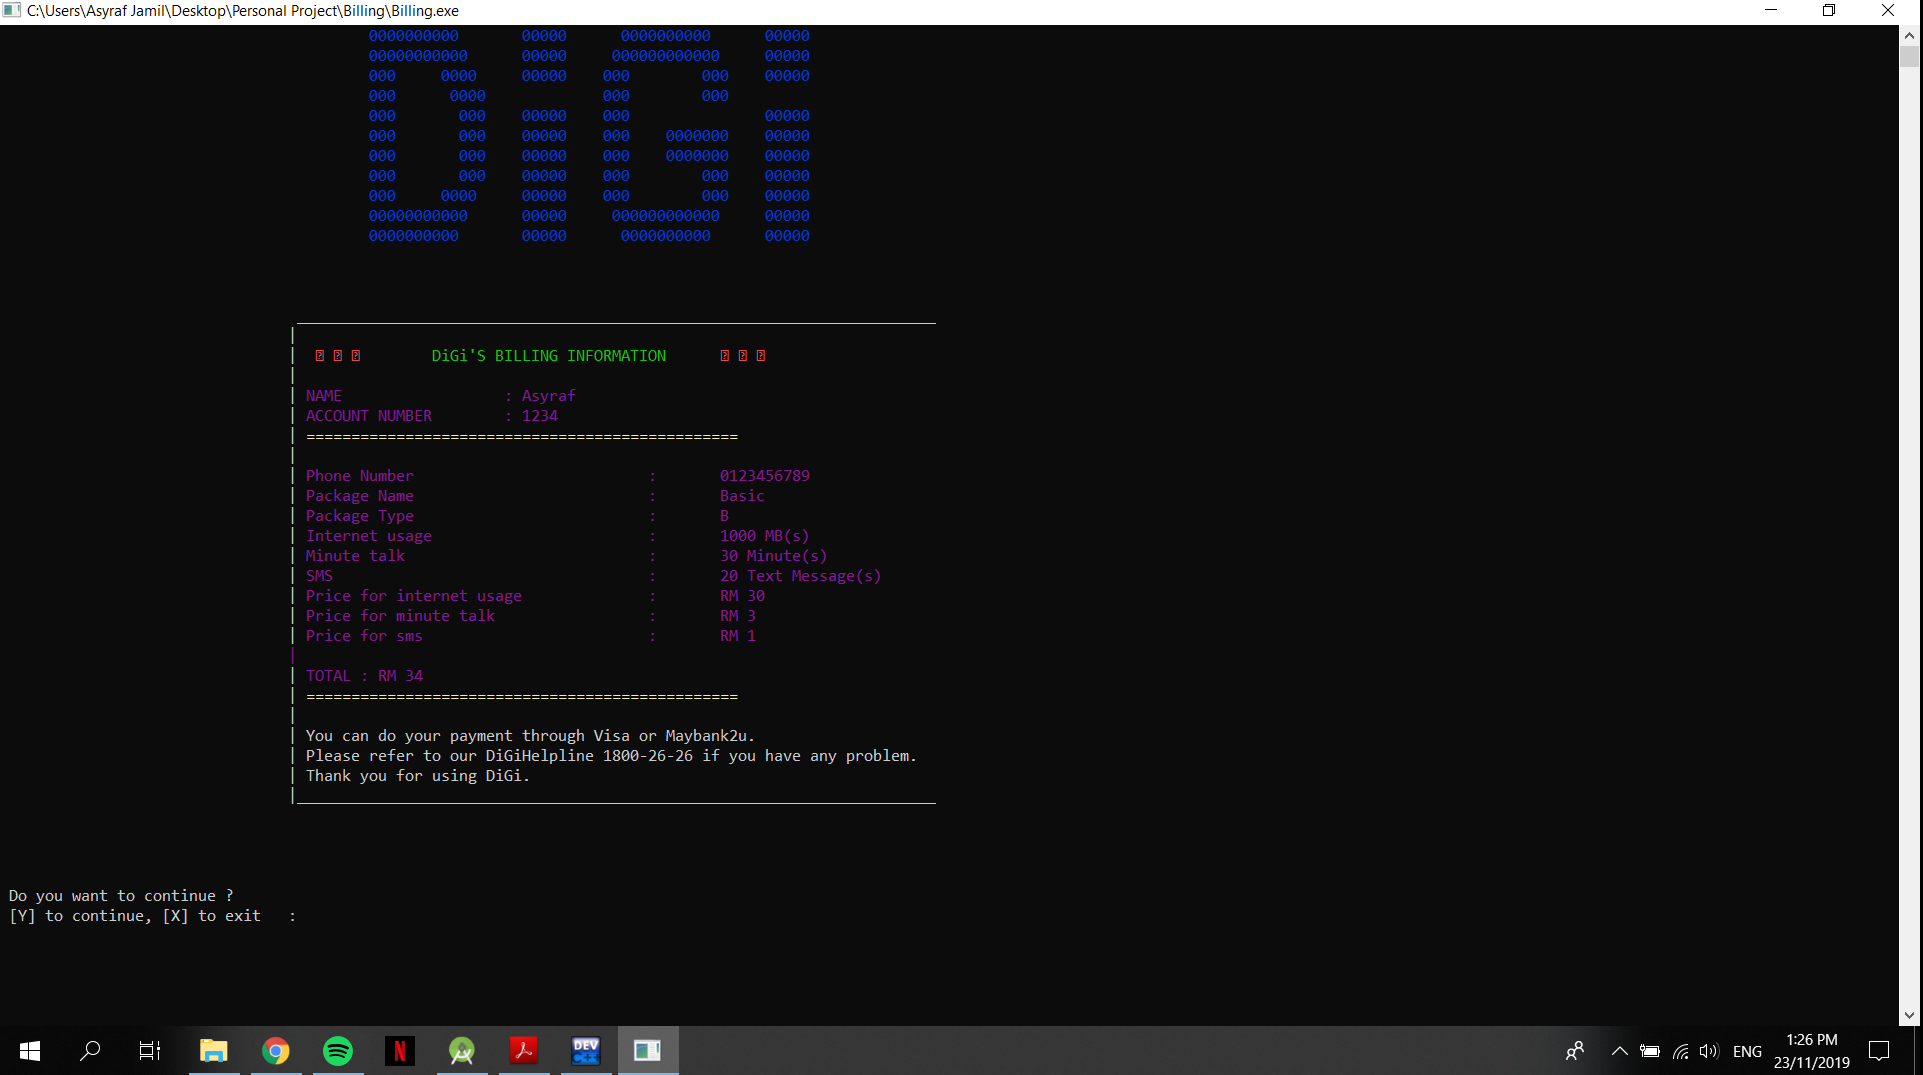 C:\Users\Asyraf Jamil\Desktop\Personal Project\Billing\Billing.exe
0000000000       00000      0000000000      00000
00000000000      00000     000000000000     00000
000     0000     00000    000        000    00000
000      0000             000        000
000       000    00000    000               00000
000       000    00000    000    0000000    00000
000       000    00000    000    0000000    00000
000       000    00000    000        000    00000
000     0000     00000    000        000    00000
00000000000      00000     000000000000     00000
0000000000       00000      0000000000      00000
DiGi'S BILLING INFORMATION
NAME : Asyraf
ACCOUNT NUMBER : 1234
================================================
Phone Number : 0123456789
Package Name : Basic
Package Type : B
Internet usage : 1000 MB(s)
Minute talk : 30 Minute(s)
SMS : 20 Text Message(s)
Price for internet usage : RM 30
Price for minute talk : RM 3
Price for sms : RM 1
TOTAL : RM 34
================================================
You can do your payment through Visa or Maybank2u.
Please refer to our DiGiHelpline 1800-26-26 if you have any problem.
Thank you for using DiGi.
Do you want to continue ?
[Y] to continue, [X] to exit :
DEV
C++
ENG
1:26 PM
23/11/2019